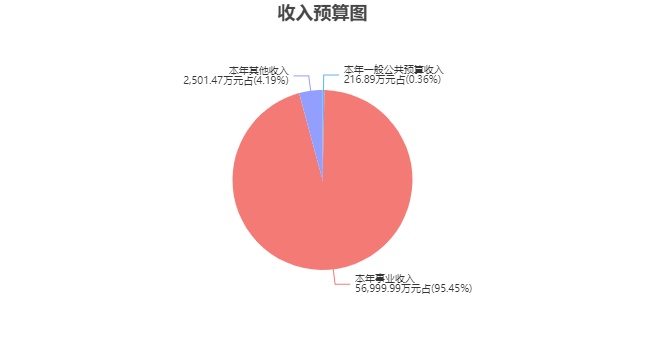 收入预算图
本年其他收入
2,501.47万元占(4.19%)
本年一般公共预算收入
216.89万元占(0.36%)
本年事业收入
56,999.99万元占(95.45%)